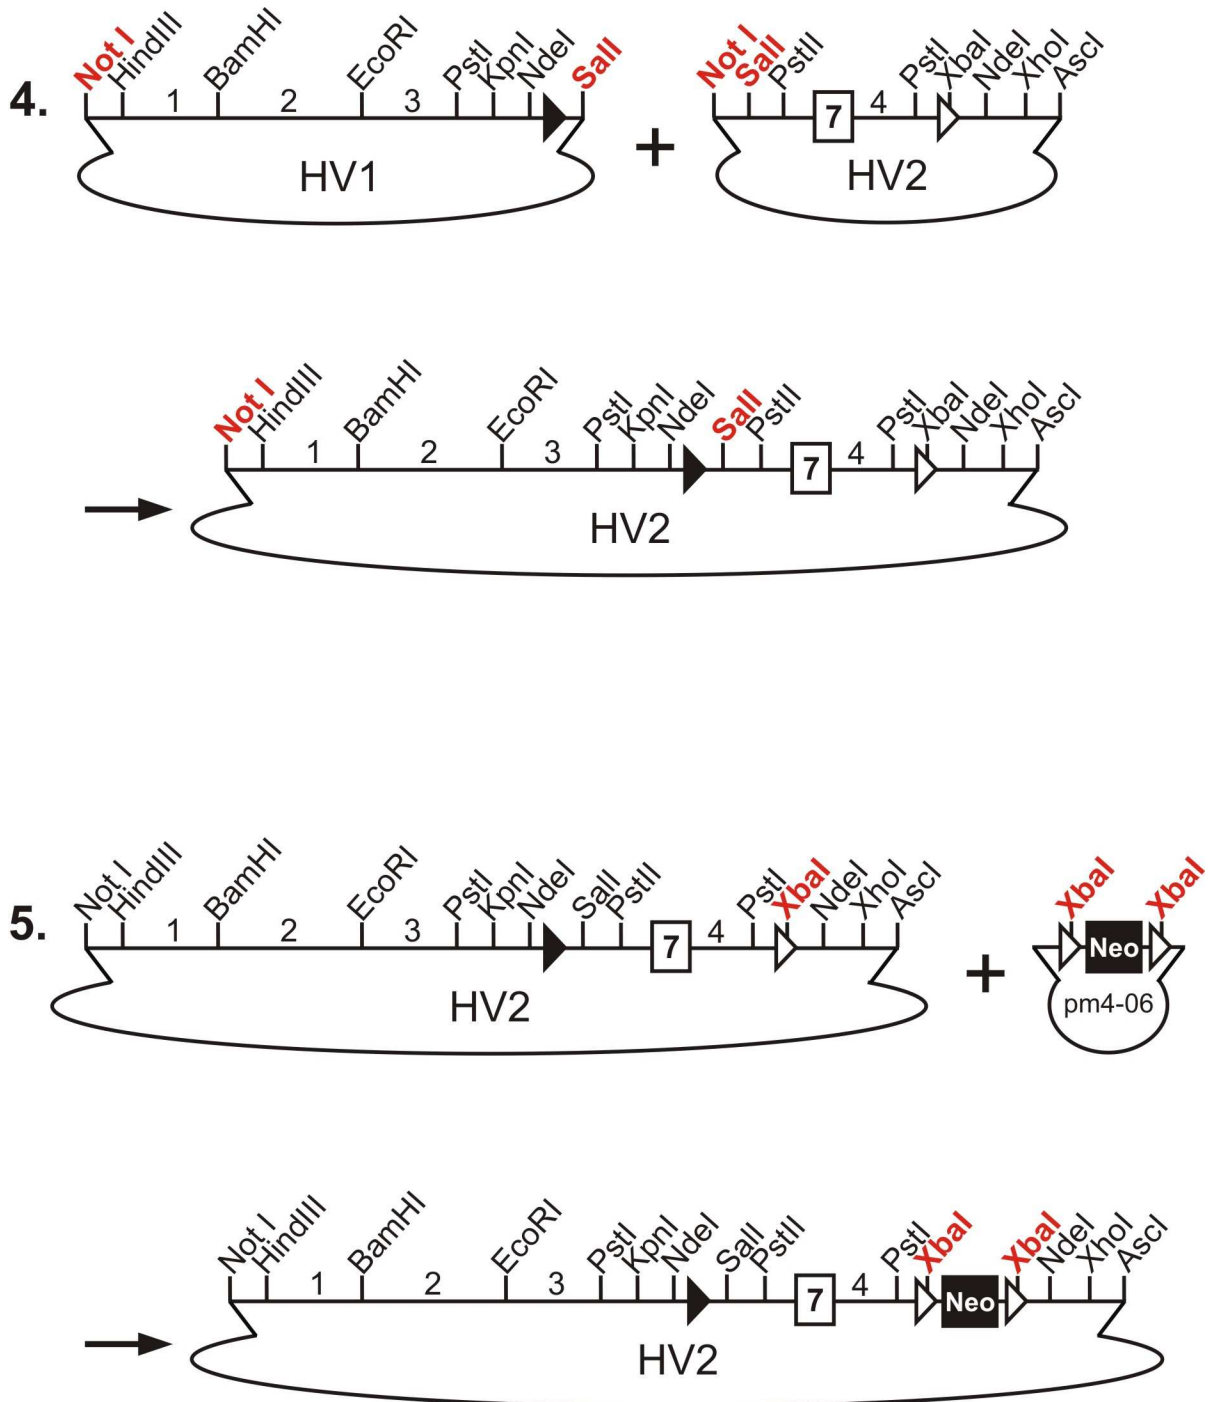 4.
Not I HindIII BamHI EcoRI PstI KpnI NdeI SalI
1 2 3
HV1
+
Not I SalI PstII PstI XbaI NdeI XhoI AscI
7 4
HV2
Not I HindIII BamHI EcoRI PstI KpnI NdeI SalI PstII PstI XbaI NdeI XhoI AscI
1 2 3 7 4
HV2
5.
Not I HindIII BamHI EcoRI PstI KpnI NdeI SalI PstII PstI XbaI NdeI XhoI AscI
1 2 3 7 4
HV2
+
XbaI XbaI
Neo
pm4-06
Not I HindIII BamHI EcoRI PstI KpnI NdeI SalI PstII PstI XbaI XbaI NdeI XhoI AscI
1 2 3 7 4 Neo
HV2